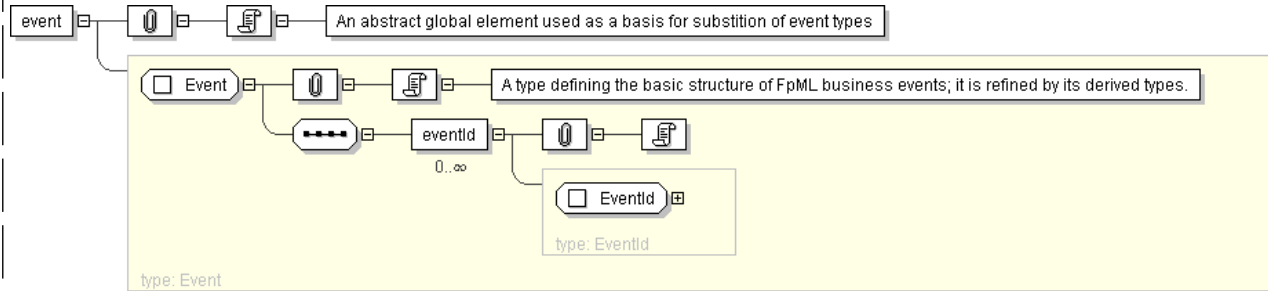 event
An abstract global element used as a basis for substition of event types
Event
A type defining the basic structure of FpML business events; it is refined by its derived types.
eventId
0..∞
EventId
type: EventId
type: Event